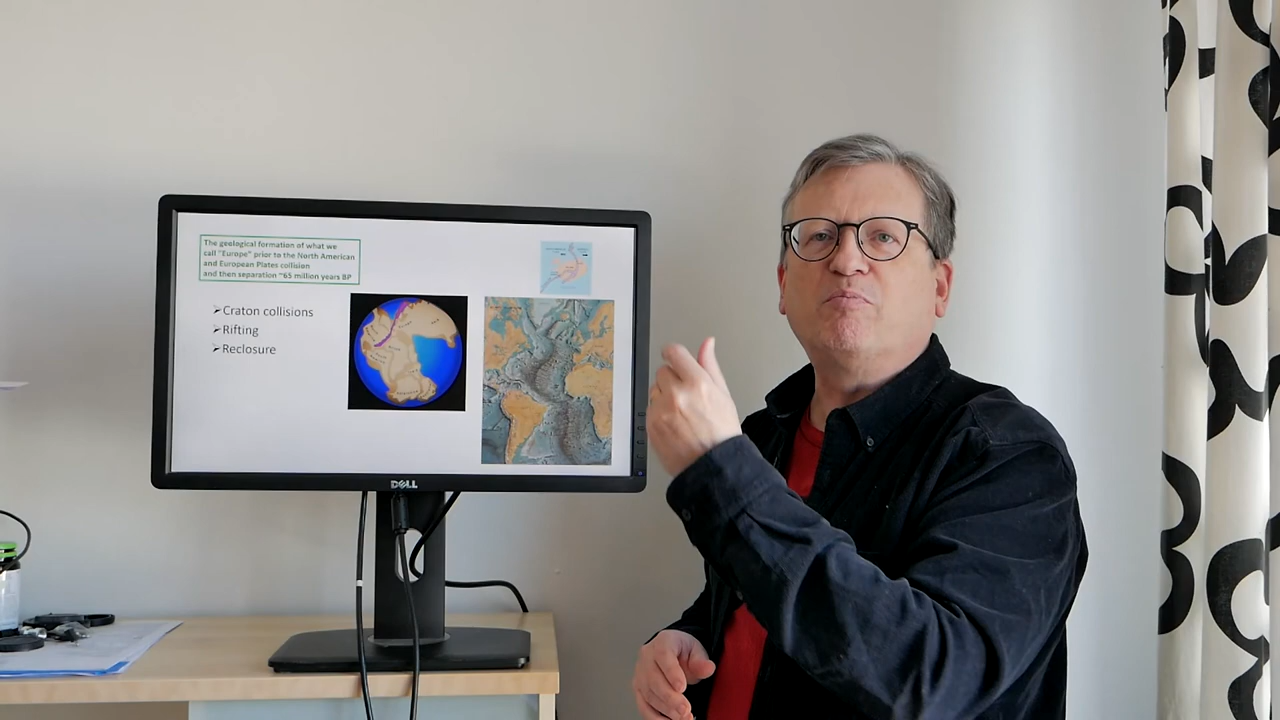 The geological formation of what we
call "Europe" prior to the North American
and European Plates collision
and then separation ~65 million years BP
➢Craton collisions
➢Rifting
➢Reclosure
DELL